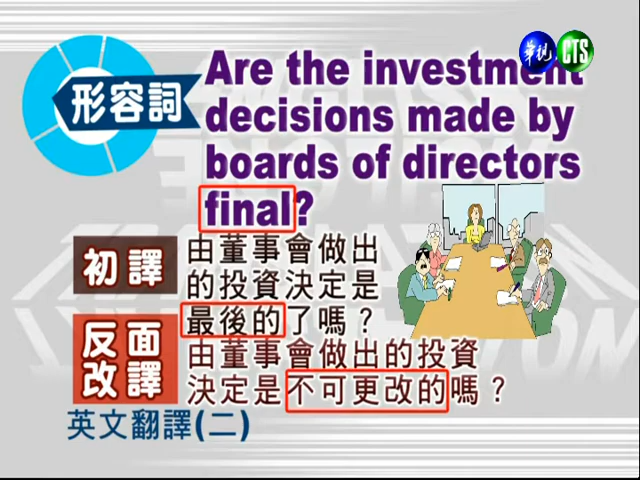 華視 CTS
形容詞
Are the investment
decisions made by
boards of directors
final?
初譯
由董事會做出
的投資決定是
最後的了嗎？
反面
改譯
由董事會做出的投資
決定是不可更改的嗎？
英文翻譯(二)